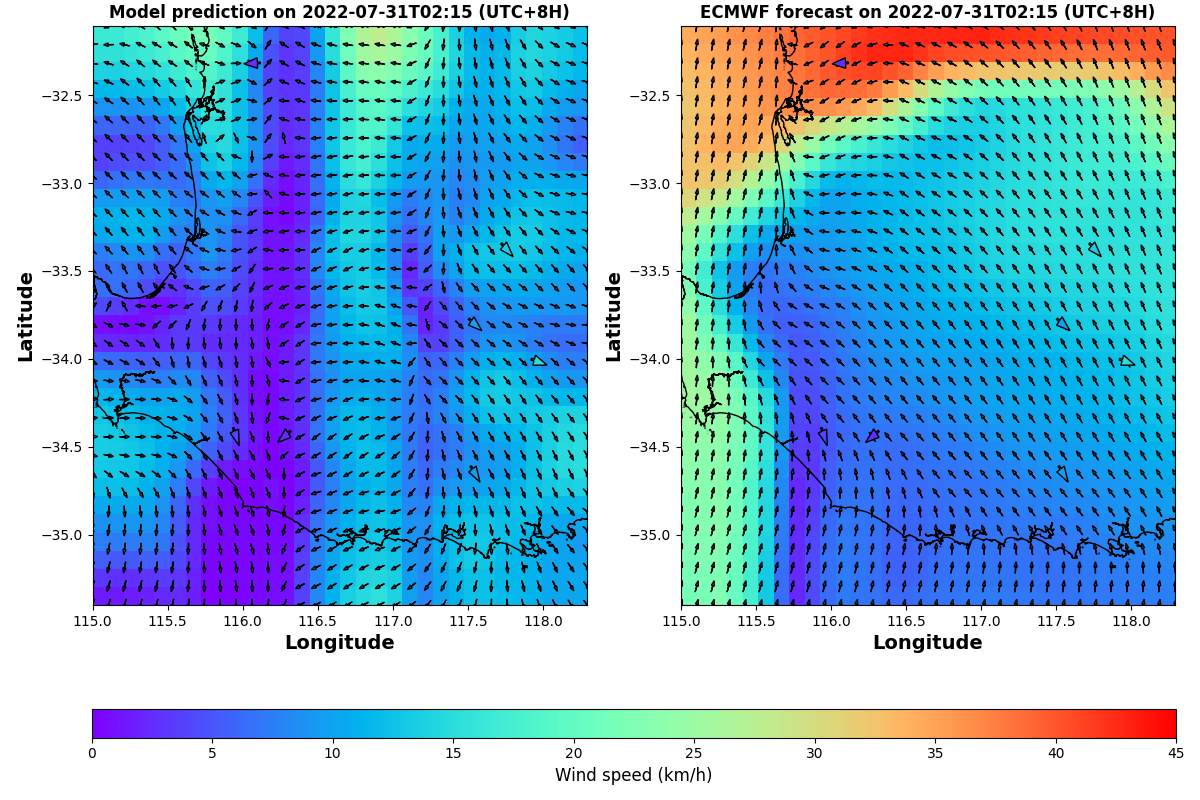 Model prediction on 2022-07-31T02:15 (UTC+8H) ECMWF forecast on 2022-07-31T02:15 (UTC+8H)
−32.5 −32.5
−33.0 −33.0
−33.5 −33.5
−34.0 −34.0
−34.5 −34.5
−35.0 −35.0
Latitude Latitude
115.0 115.5 116.0 116.5 117.0 117.5 118.0 115.0 115.5 116.0 116.5 117.0 117.5 118.0
Longitude Longitude
0 5 10 15 20 25 30 35 40 45
Wind speed (km/h)